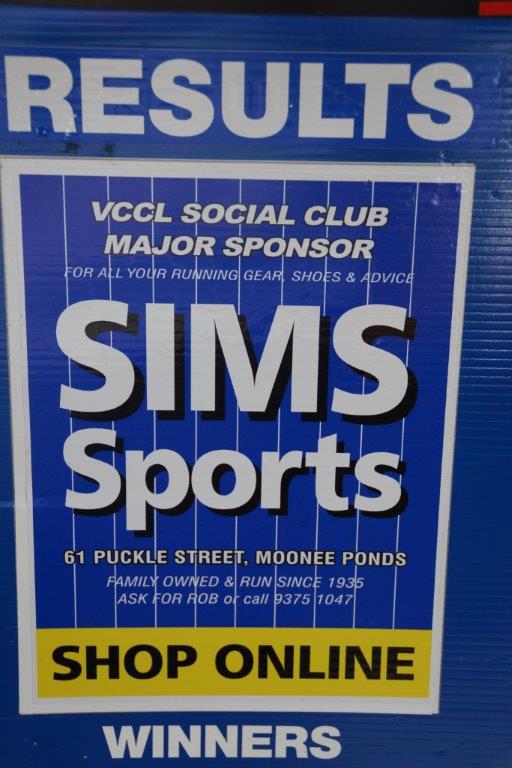 RESULTS
VCCL SOCIAL CLUB
MAJOR SPONSOR
FOR ALL YOUR RUNNING GEAR, SHOES & ADVICE
SIMS
Sports
61 PUCKLE STREET, MOONEE PONDS
FAMILY OWNED & RUN SINCE 1935
ASK FOR ROB or call 9375 1047
SHOP ONLINE
WINNERS